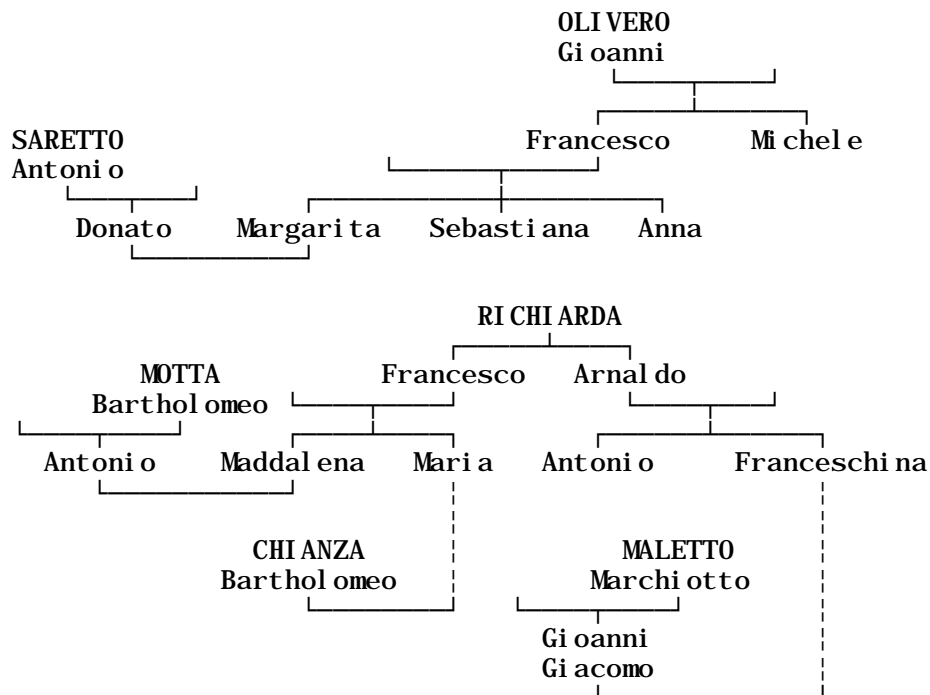 OLIVERO
Gioanni
SARETTO Francesco Michele
Antonio
Donato Margarita Sebastiana Anna
RICHIARDA
MOTTA Francesco Arnaldo
Bartholomeo
Antonio Maddalena Maria Antonio Franceschina
CHIANZA MALETTO
Bartholomeo Marchiotto
Gioanni
Giacomo